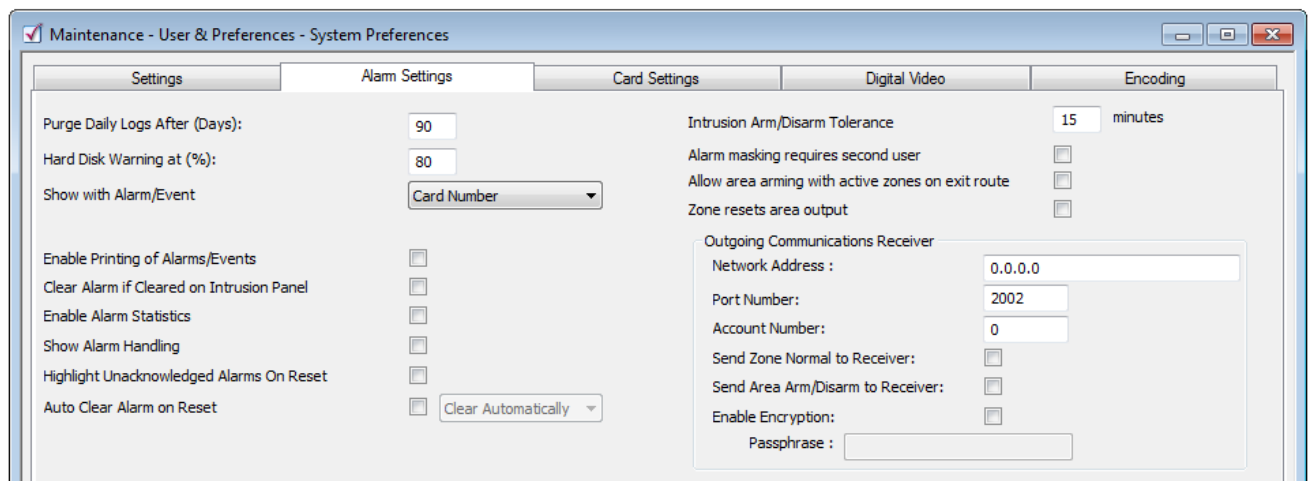 Maintenance - User & Preferences - System Preferences
Settings Alarm Settings Card Settings Digital Video Encoding
Purge Daily Logs After (Days): 90
Hard Disk Warning at (%): 80
Show with Alarm/Event Card Number
Enable Printing of Alarms/Events
Clear Alarm if Cleared on Intrusion Panel
Enable Alarm Statistics
Show Alarm Handling
Highlight Unacknowledged Alarms On Reset
Auto Clear Alarm on Reset Clear Automatically
Intrusion Arm/Disarm Tolerance 15 minutes
Alarm masking requires second user
Allow area arming with active zones on exit route
Zone resets area output
Outgoing Communications Receiver
Network Address : 0.0.0.0
Port Number: 2002
Account Number: 0
Send Zone Normal to Receiver:
Send Area Arm/Disarm to Receiver:
Enable Encryption:
Passphrase :